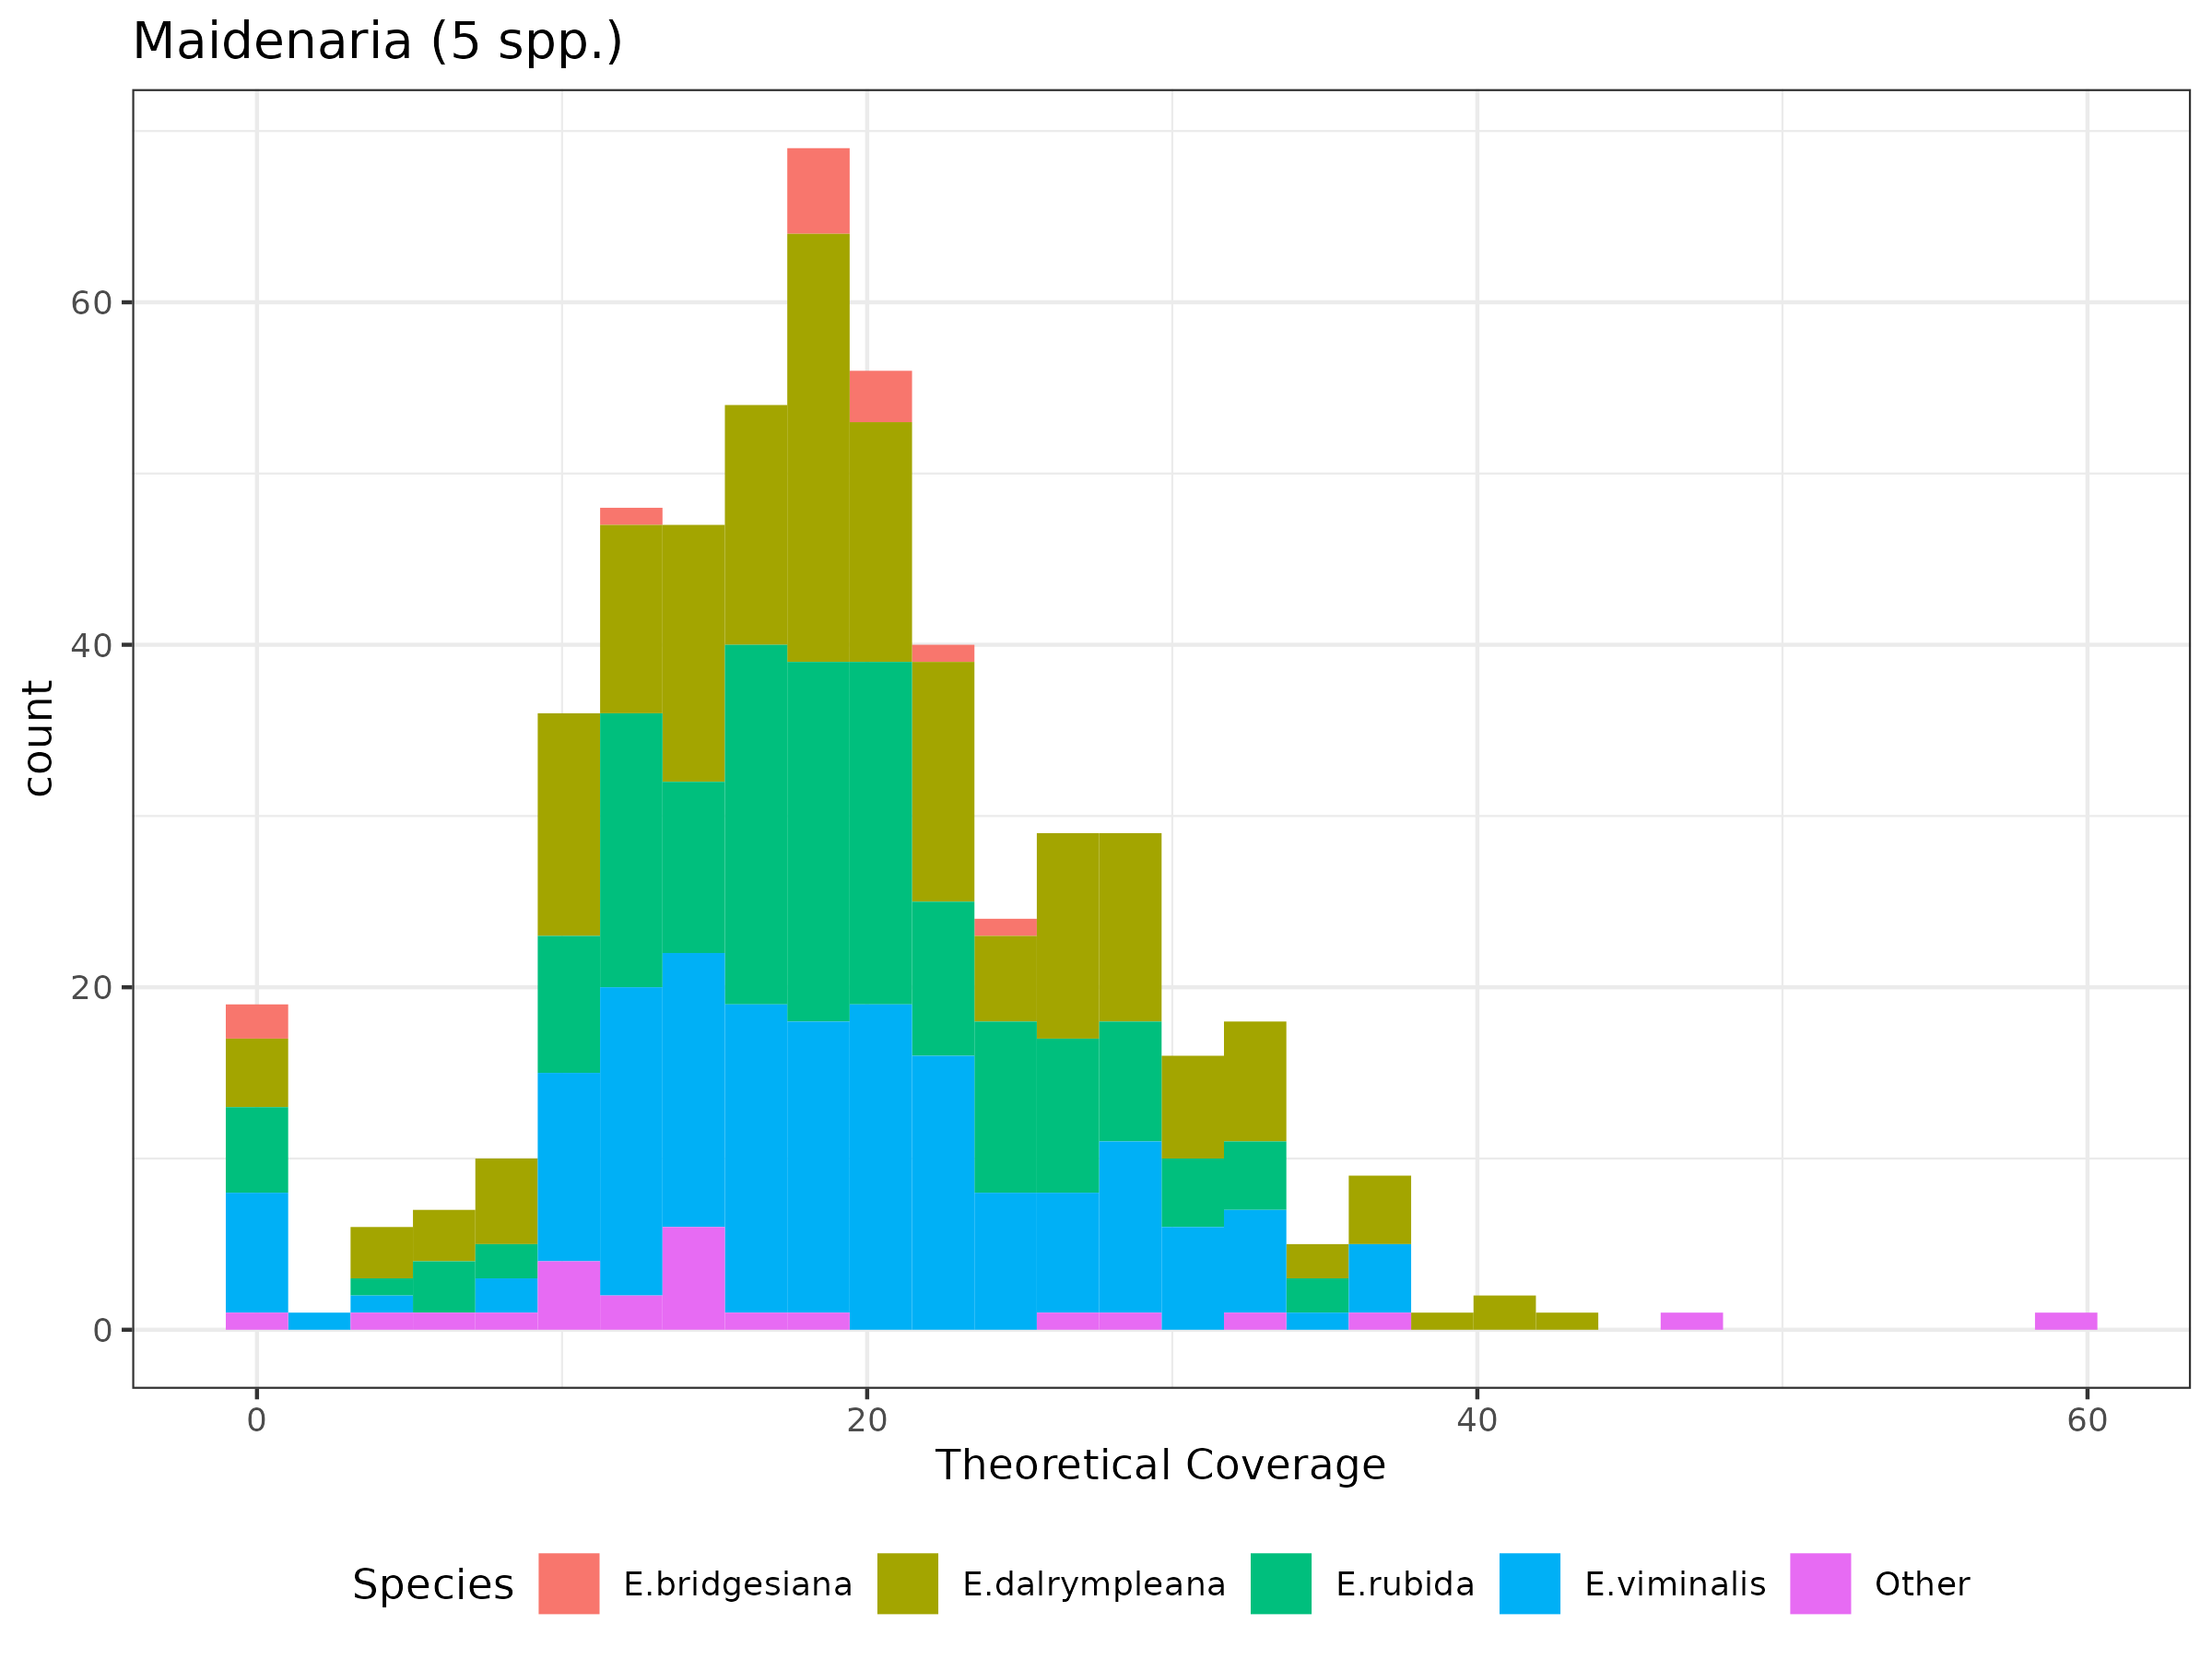 Maidenaria (5 spp.)
60
40
20
0
count
0 20 40 60
Theoretical Coverage
Species E.bridgesiana E.dalrympleana E.rubida E.viminalis Other